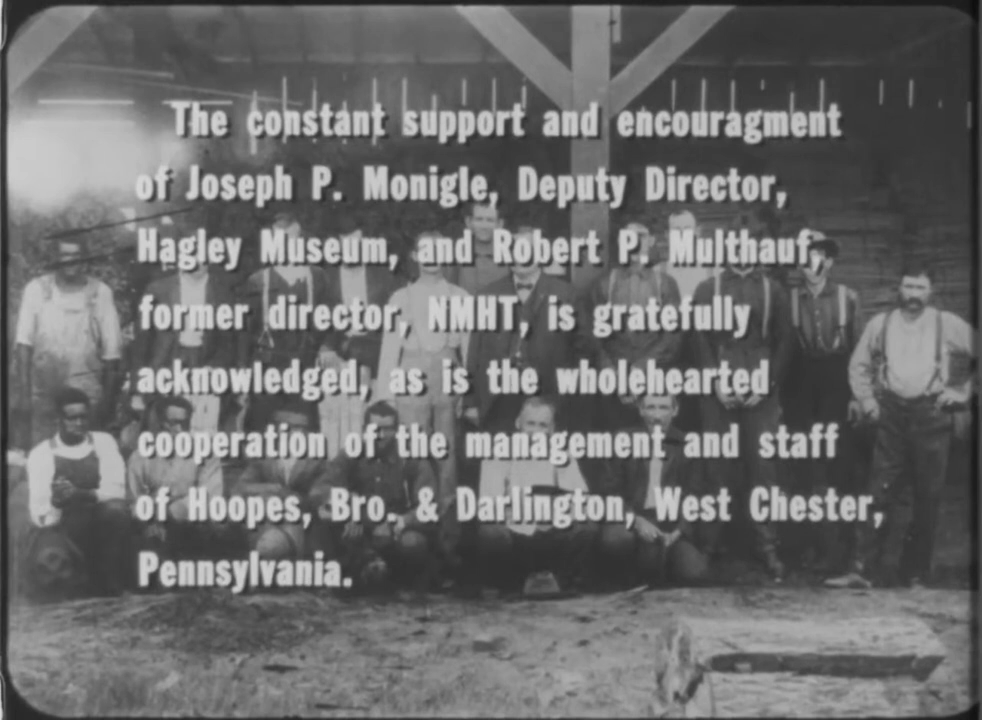 The constant support and encouragment
of Joseph P. Monigle, Deputy Director,
Hagley Museum, and Robert P. Multhauf,
former director, NMHT, is gratefully
acknowledged, as is the wholehearted
cooperation of the management and staff
of Hoopes, Bro. & Darlington, West Chester,
Pennsylvania.